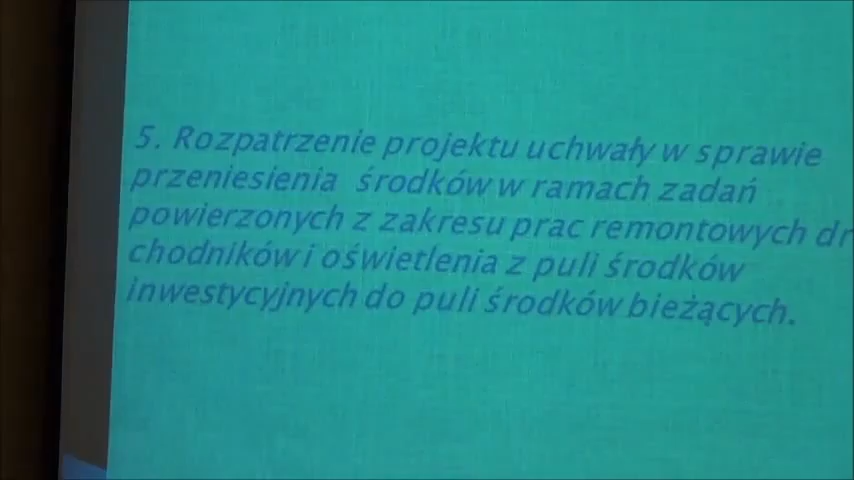 5. Rozpatrzenie projektu uchwały w sprawie
przeniesienia środków w ramach zadań
powierzonych z zakresu prac remontowych
chodników i oświetlenia z puli środków
inwestycyjnych do puli środków bieżących.